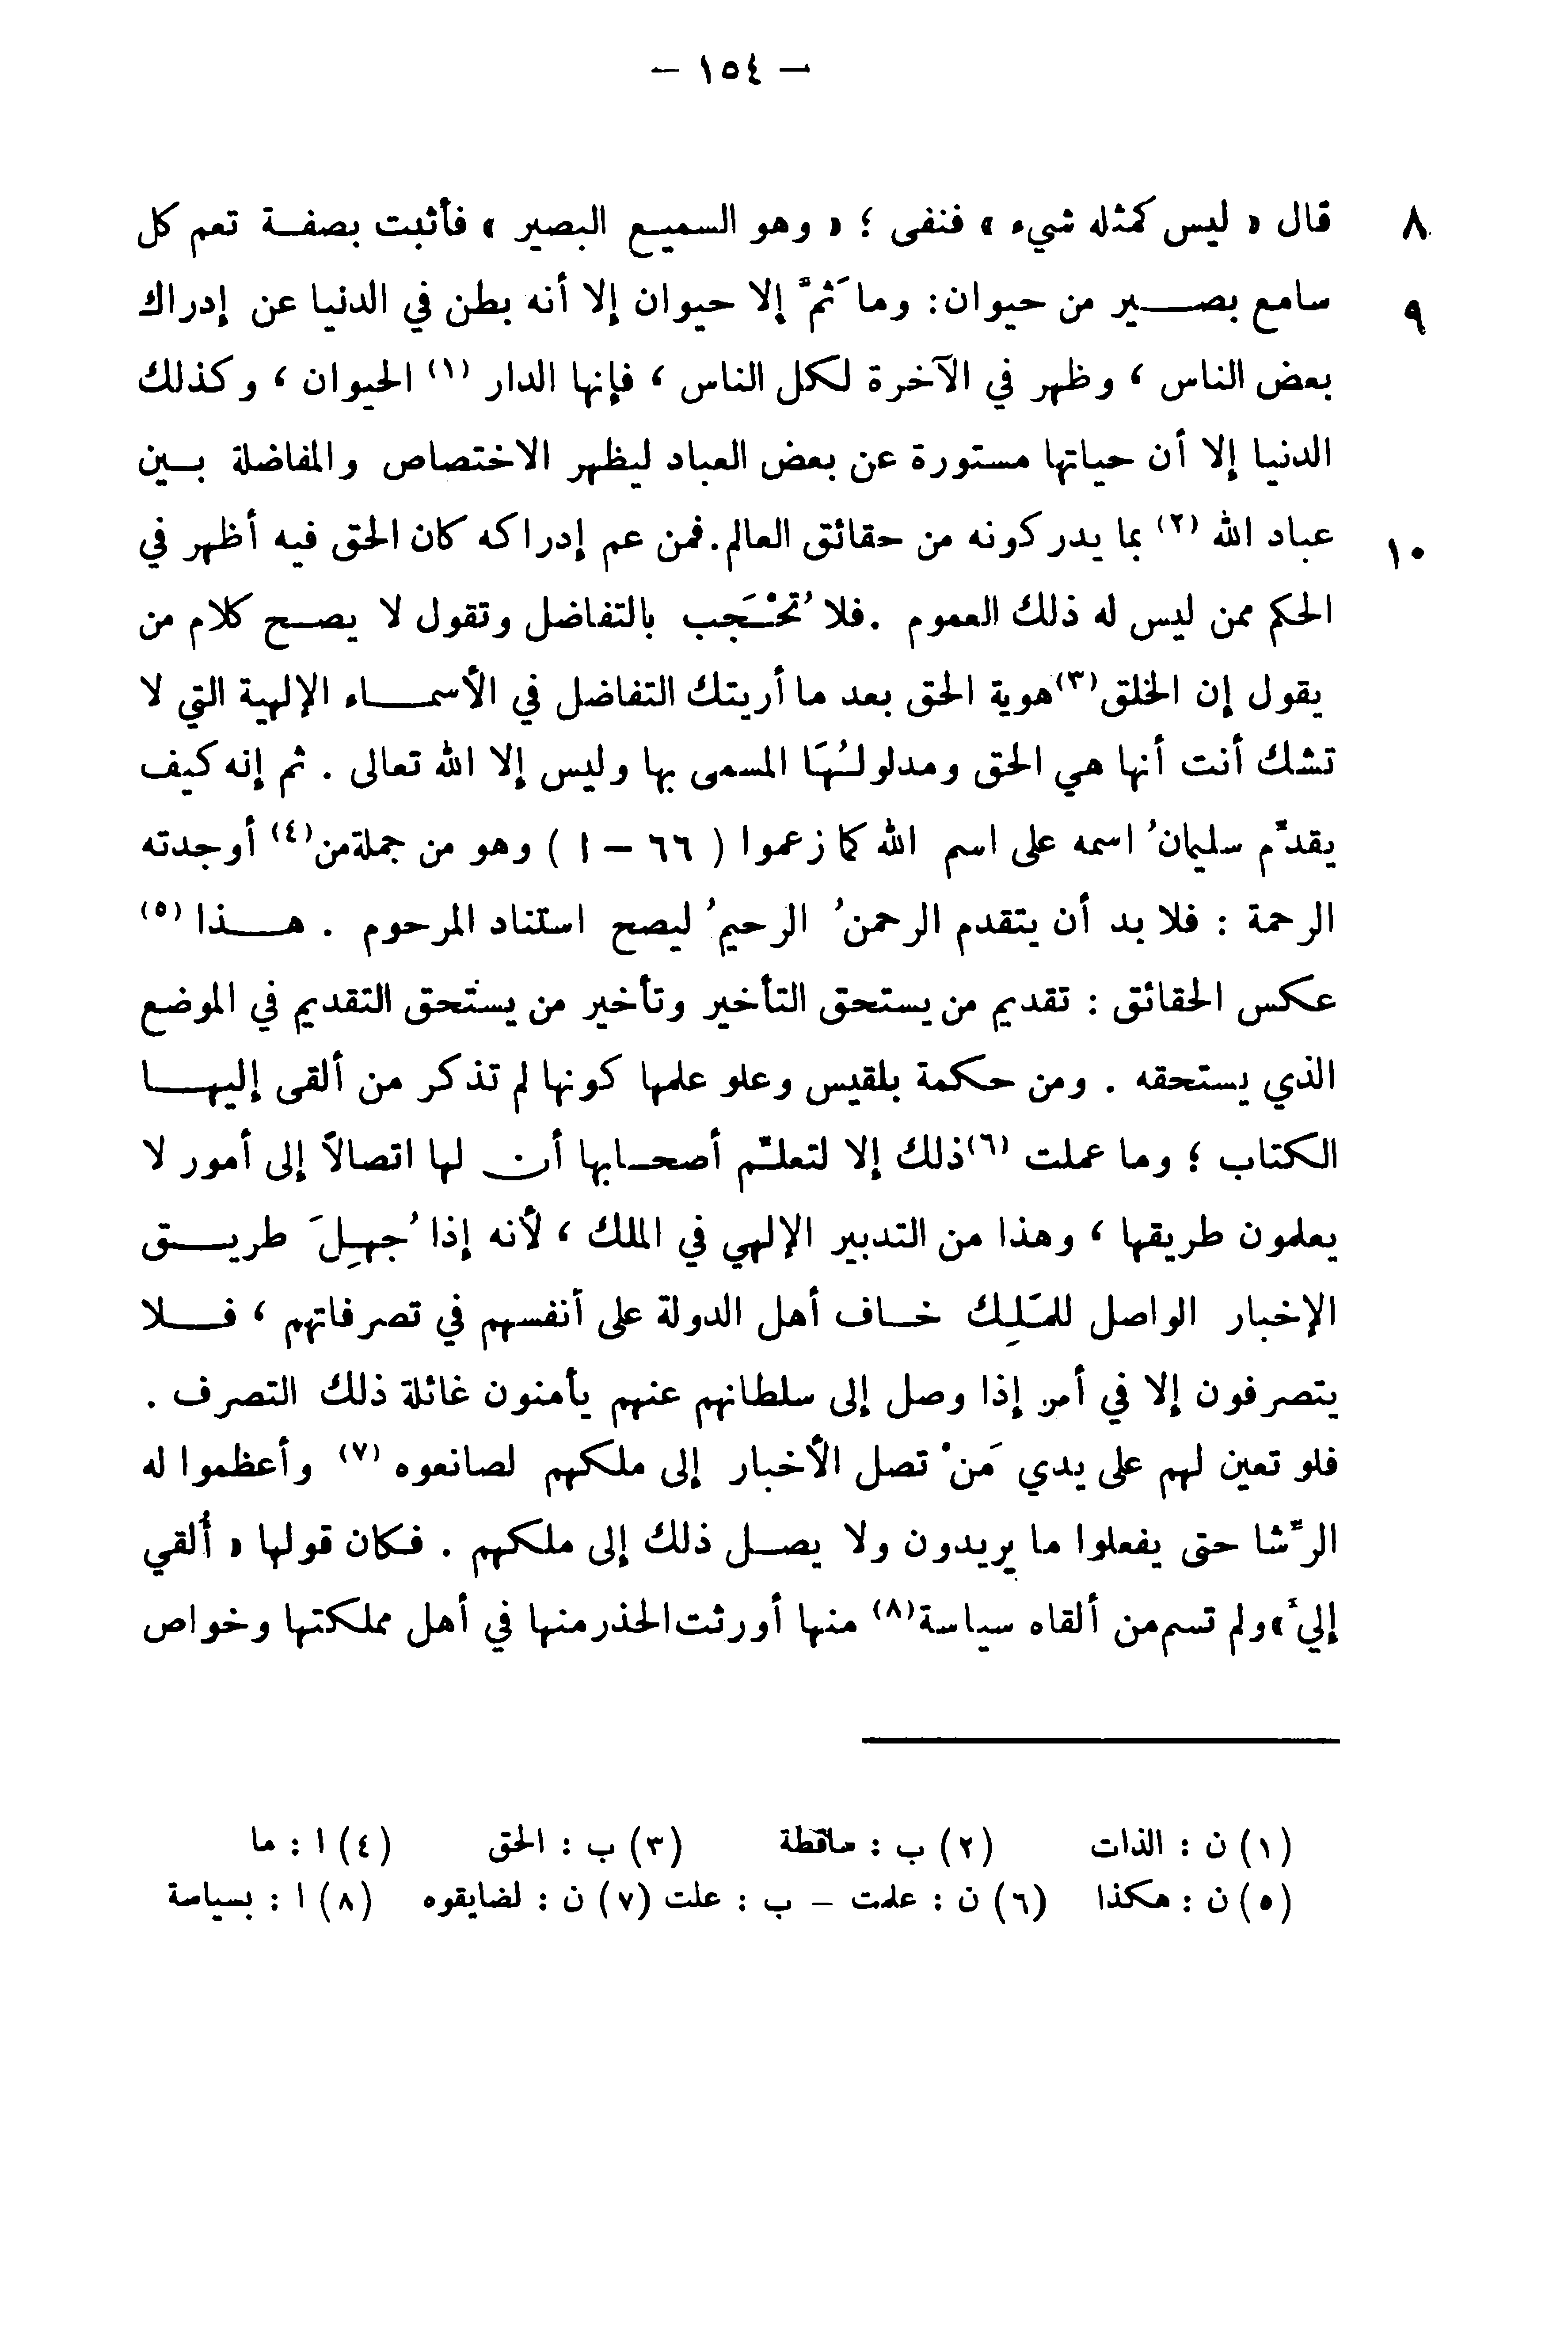 – ١٥٤ –
٨ قال « ليس كمثله شيء » فنفى ؛ « وهو السميع البصير » فأثبت بصفة تعم كل
٩ سامع بصير من حيوان : وما ثَمَّ إلا حيوان إلا أنه بطن في الدنيا عن إدراك
بعض الناس ، وظهر في الآخرة لكل الناس ، فإنها الدار (١) الحيوان ، وكذلك
الدنيا إلا أن حياتها مستورة عن بعض العباد ليظهر الاختصاص والمفاضلة بين
١٠ عباد الله (٢) بما يدركونه من حقائق العالم . فمن عم إدراكه كان الحق فيه أظهر في
الحكم ممن ليس له ذلك العموم . فلا تُحْجَب بالتفاضل وتقول لا يصح كلام من
يقول إن الخلق (٣) هوية الحق بعد ما أريتك التفاضل في الأسماء الإلهية التي لا
تشك أنت أنها هي الحق ومدلولُهَا المسمى بها وليس إلا الله تعالى . ثم إنه كيف
يقدِّم سليمانُ اسمه على اسم الله كما زعموا ( ٦٦ – ا ) وهو من جملة من (٤) أوجدته
الرحمة : فلا بد أن يتقدم الرحمنُ الرحيمُ ليصح استناد المرحوم . هذا (٥)
عكس الحقائق : تقديم من يستحق التأخير وتأخير من يستحق التقديم في الموضع
الذي يستحقه . ومن حكمة بلقيس وعلو علمها كونها لم تذكر من ألقى إليها
الكتاب ؛ وما عملت (٦) ذلك إلا لتعلِّم أصحابها أن لها اتصالاً إلى أمور لا
يعلمون طريقها ، وهذا من التدبير الإلهي في الملك ، لأنه إذا جُهِلَ طريق
الإخبار الواصل للمَلِك خاف أهل الدولة على أنفسهم في تصرفاتهم ، فلا
يتصرفون إلا في أمر إذا وصل إلى سلطانهم عنهم يأمنون غائلة ذلك التصرف .
فلو تعين لهم على يدي مَنْ تصل الأخبار إلى ملكهم لصانعوه (٧) وأعظموا له
الرِّشا حتى يفعلوا ما يريدون ولا يصل ذلك إلى ملكهم . فكان قولها « أُلقي
إليَّ » ولم تسم من ألقاه سياسة (٨) منها أورثت الحذر منها في أهل مملكتها وخواص
(١) ن : الذات (٢) ب : ساقطة (٣) ب : الحق (٤) ا : ما
(٥) ن : هكذا (٦) ن : علمت – ب : علت (٧) ن : لضايقوه (٨) ا : بسياسة